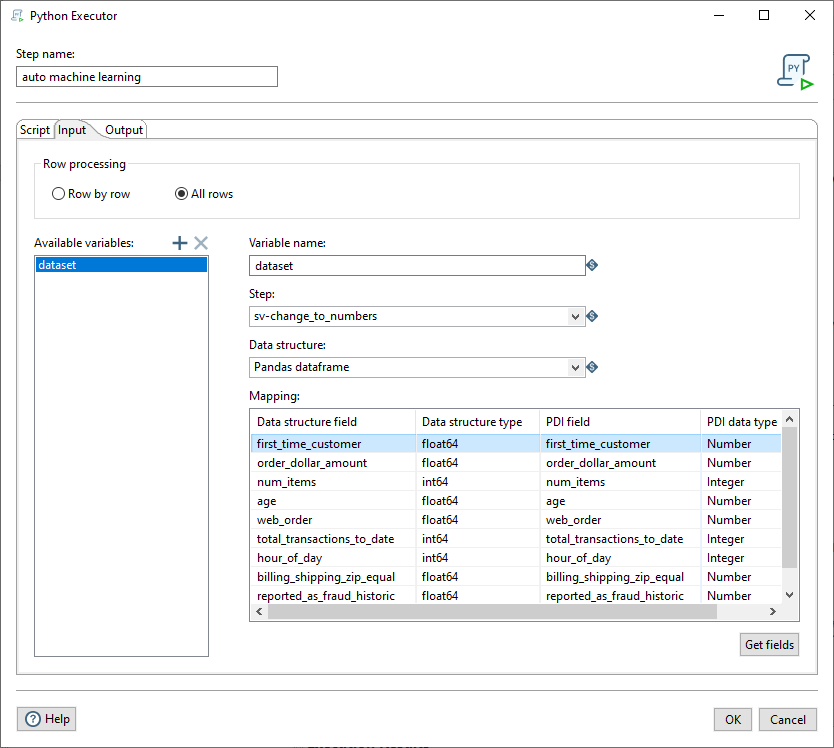 Python Executor
Step name:
auto machine learning
PY
Script Input Output
Row processing
Row by row All rows
Available variables:
dataset
Variable name:
dataset
S
Step:
sv-change_to_numbers
S
Data structure:
Pandas dataframe
S
Mapping:
Data structure field Data structure type PDI field PDI data type
first_time_customer float64 first_time_customer Number
order_dollar_amount float64 order_dollar_amount Number
num_items int64 num_items Integer
age float64 age Number
web_order float64 web_order Number
total_transactions_to_date int64 total_transactions_to_date Integer
hour_of_day int64 hour_of_day Integer
billing_shipping_zip_equal float64 billing_shipping_zip_equal Number
reported_as_fraud_historic float64 reported_as_fraud_historic Number
Get fields
? Help OK Cancel